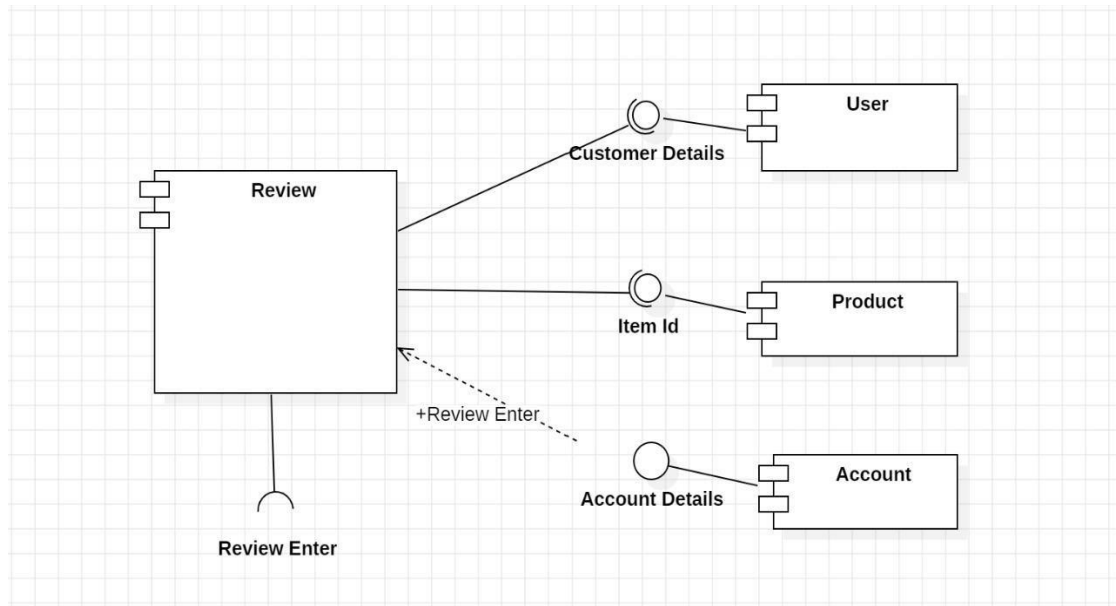 User
Customer Details
Review
Product
Item Id
+Review Enter
Account
Account Details
Review Enter